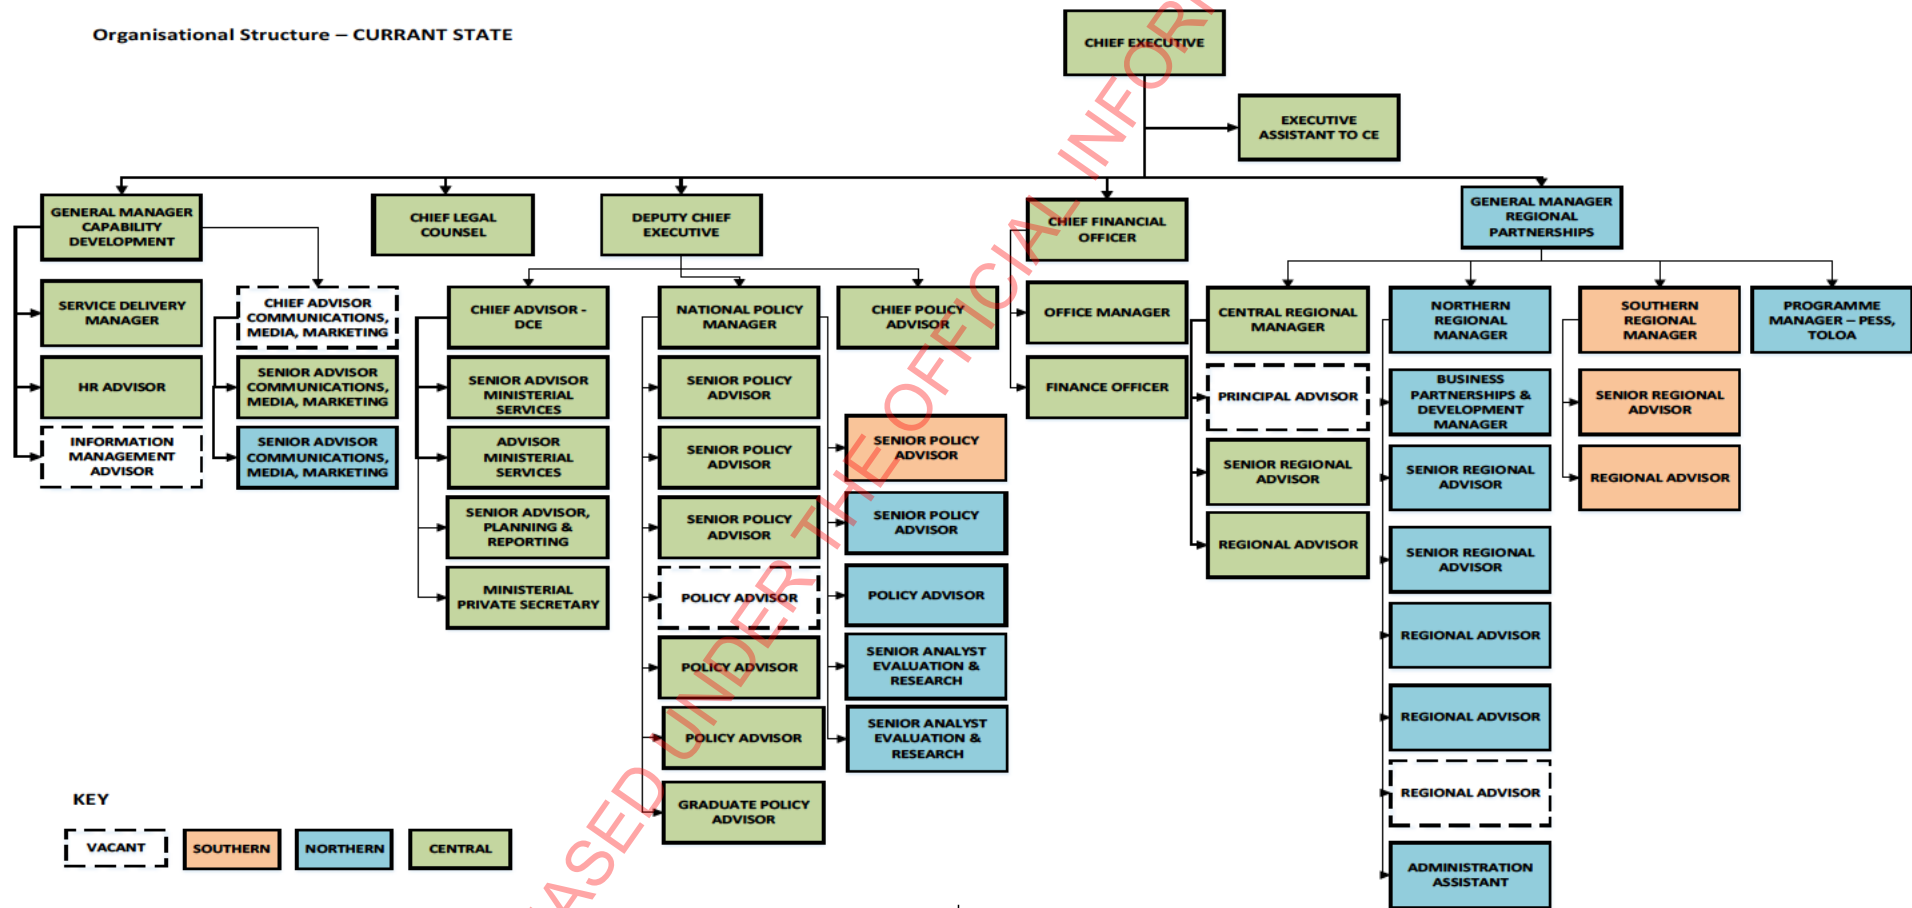 Organisational Structure – CURRANT STATE
CHIEF EXECUTIVE
EXECUTIVE
ASSISTANT TO CE
GENERAL MANAGER
CAPABILITY
DEVELOPMENT
CHIEF LEGAL
COUNSEL
DEPUTY CHIEF
EXECUTIVE
CHIEF FINANCIAL
OFFICER
GENERAL MANAGER
REGIONAL
PARTNERSHIPS
SERVICE DELIVERY
MANAGER
HR ADVISOR
INFORMATION
MANAGEMENT
ADVISOR
CHIEF ADVISOR
COMMUNICATIONS,
MEDIA, MARKETING
SENIOR ADVISOR
COMMUNICATIONS,
MEDIA, MARKETING
SENIOR ADVISOR
COMMUNICATIONS,
MEDIA, MARKETING
CHIEF ADVISOR -
DCE
SENIOR ADVISOR
MINISTERIAL
SERVICES
ADVISOR
MINISTERIAL
SERVICES
SENIOR ADVISOR,
PLANNING &
REPORTING
MINISTERIAL
PRIVATE SECRETARY
NATIONAL POLICY
MANAGER
SENIOR POLICY
ADVISOR
SENIOR POLICY
ADVISOR
SENIOR POLICY
ADVISOR
POLICY ADVISOR
POLICY ADVISOR
POLICY ADVISOR
GRADUATE POLICY
ADVISOR
CHIEF POLICY
ADVISOR
SENIOR POLICY
ADVISOR
SENIOR POLICY
ADVISOR
POLICY ADVISOR
SENIOR ANALYST
EVALUATION &
RESEARCH
SENIOR ANALYST
EVALUATION &
RESEARCH
OFFICE MANAGER
FINANCE OFFICER
CENTRAL REGIONAL
MANAGER
PRINCIPAL ADVISOR
SENIOR REGIONAL
ADVISOR
REGIONAL ADVISOR
NORTHERN
REGIONAL
MANAGER
BUSINESS
PARTNERSHIPS &
DEVELOPMENT
MANAGER
SENIOR REGIONAL
ADVISOR
SENIOR REGIONAL
ADVISOR
REGIONAL ADVISOR
REGIONAL ADVISOR
REGIONAL ADVISOR
ADMINISTRATION
ASSISTANT
SOUTHERN
REGIONAL
MANAGER
SENIOR REGIONAL
ADVISOR
REGIONAL ADVISOR
PROGRAMME
MANAGER – PESS,
TOLOA
KEY
VACANT
SOUTHERN
NORTHERN
CENTRAL
ASED UNDER THE OFFICIAL INFOR